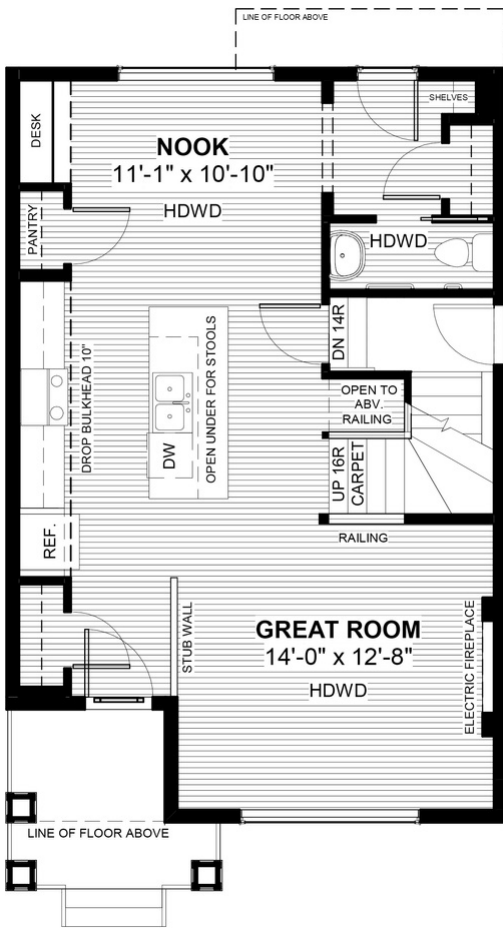 LINE OF FLOOR ABOVE
SHELVES
DESK
NOOK
11'-1" x 10'-10"
HDWD
PANTRY
HDWD
DN 14R
DROP BULKHEAD 10"
OPEN UNDER FOR STOOLS
DW
OPEN TO
ABV.
RAILING
UP 16R
CARPET
REF.
RAILING
STUB WALL
GREAT ROOM
14'-0" x 12'-8"
HDWD
ELECTRIC FIREPLACE
LINE OF FLOOR ABOVE